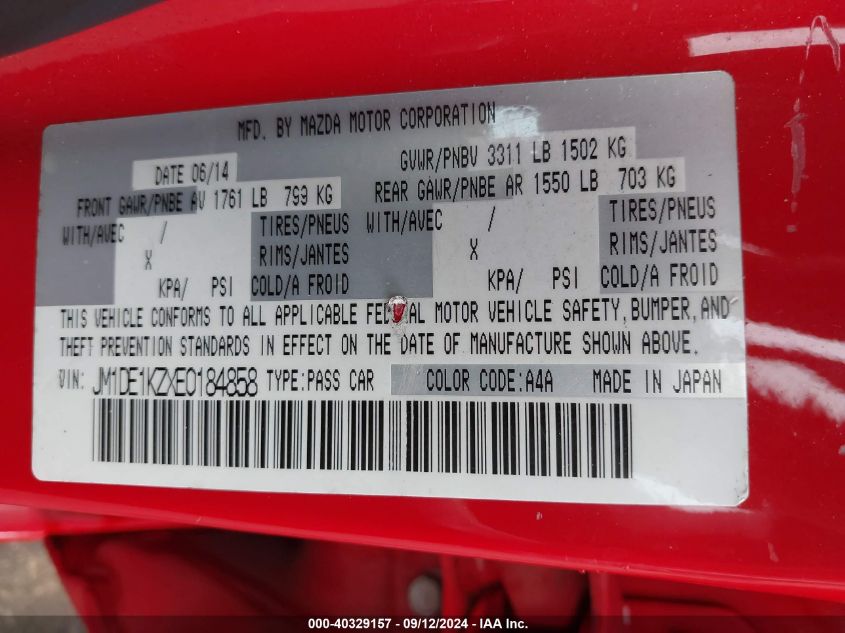 MFD. BY MAZDA MOTOR CORPORATION
DATE 06/14 GVWR/PNBV 3311 LB 1502 KG
FRONT GAWR/PNBE AV 1761 LB 799 KG REAR GAWR/PNBE AR 1550 LB 703 KG
WITH/AVEC / TIRES/PNEUS WITH/AVEC / TIRES/PNEUS
X RIMS/JANTES X RIMS/JANTES
KPA/ PSI COLD/A FROID KPA/ PSI COLD/A FROID
THIS VEHICLE CONFORMS TO ALL APPLICABLE FEDERAL MOTOR VEHICLE SAFETY, BUMPER, AND
THEFT PREVENTION STANDARDS IN EFFECT ON THE DATE OF MANUFACTURE SHOWN ABOVE.
VIN: JM1DE1KZXE0184858 TYPE:PASS CAR COLOR CODE:A4A MADE IN JAPAN
000-40329157 - 09/12/2024 - IAA Inc.